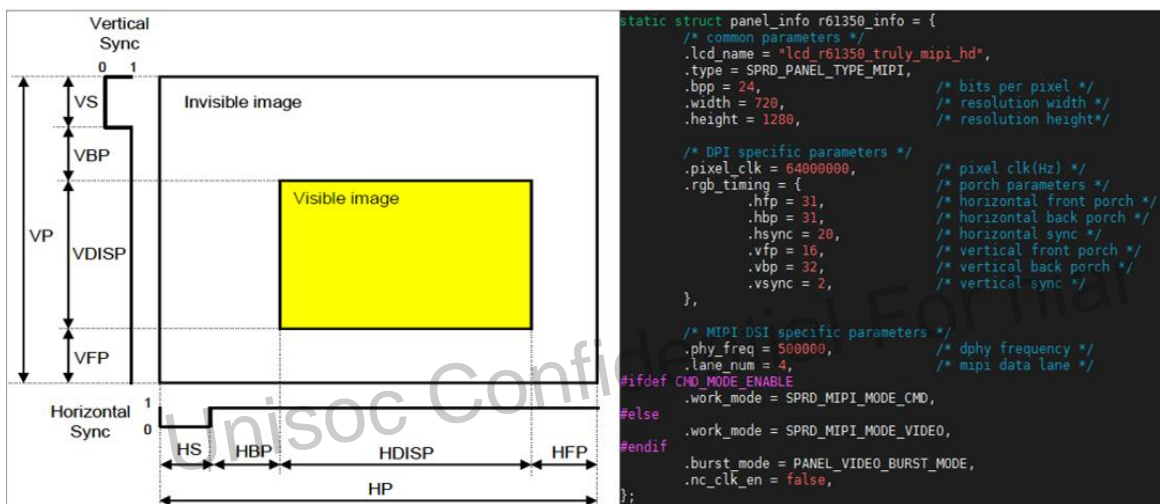 Vertical
Sync
0 1
VS
Invisible image
VBP
Visible image
VP
VDISP
VFP
Horizontal
Sync
1
0
HS
HBP
HDISP
HFP
HP
static struct panel_info r61350_info = {
/* common parameters */
.lcd_name = "lcd_r61350_truly_mipi_hd",
.type = SPRD_PANEL_TYPE_MIPI,
.bpp = 24, /* bits per pixel */
.width = 720, /* resolution width */
.height = 1280, /* resolution height*/
/* DPI specific parameters */
.pixel_clk = 64000000, /* pixel clk(Hz) */
.rgb_timing = { /* porch parameters */
.hfp = 31, /* horizontal front porch */
.hbp = 31, /* horizontal back porch */
.hsync = 20, /* horizontal sync */
.vfp = 16, /* vertical front porch */
.vbp = 32, /* vertical back porch */
.vsync = 2, /* vertical sync */
},
/* MIPI DSI specific parameters */
.phy_freq = 500000, /* dphy frequency */
.lane_num = 4, /* mipi data lane */
#ifdef CMD_MODE_ENABLE
.work_mode = SPRD_MIPI_MODE_CMD,
#else
.work_mode = SPRD_MIPI_MODE_VIDEO,
#endif
.burst_mode = PANEL_VIDEO_BURST_MODE,
.nc_clk_en = false,
};
Unisoc Confidential For hiar